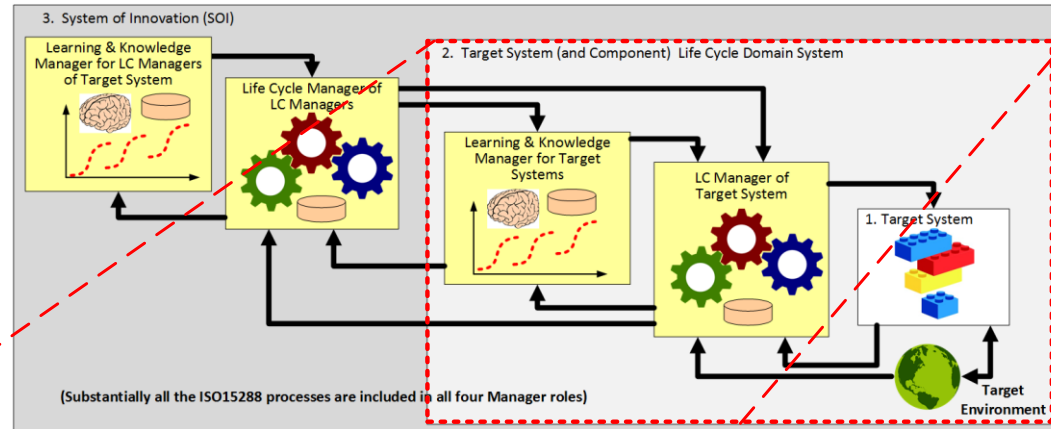 3. System of Innovation (SOI)
Learning & Knowledge
Manager for LC Managers
of Target System
Life Cycle Manager of
LC Managers
2. Target System (and Component) Life Cycle Domain System
Learning & Knowledge
Manager for Target
Systems
LC Manager of
Target System
1. Target System
Target
Environment
(Substantially all the ISO15288 processes are included in all four Manager roles)